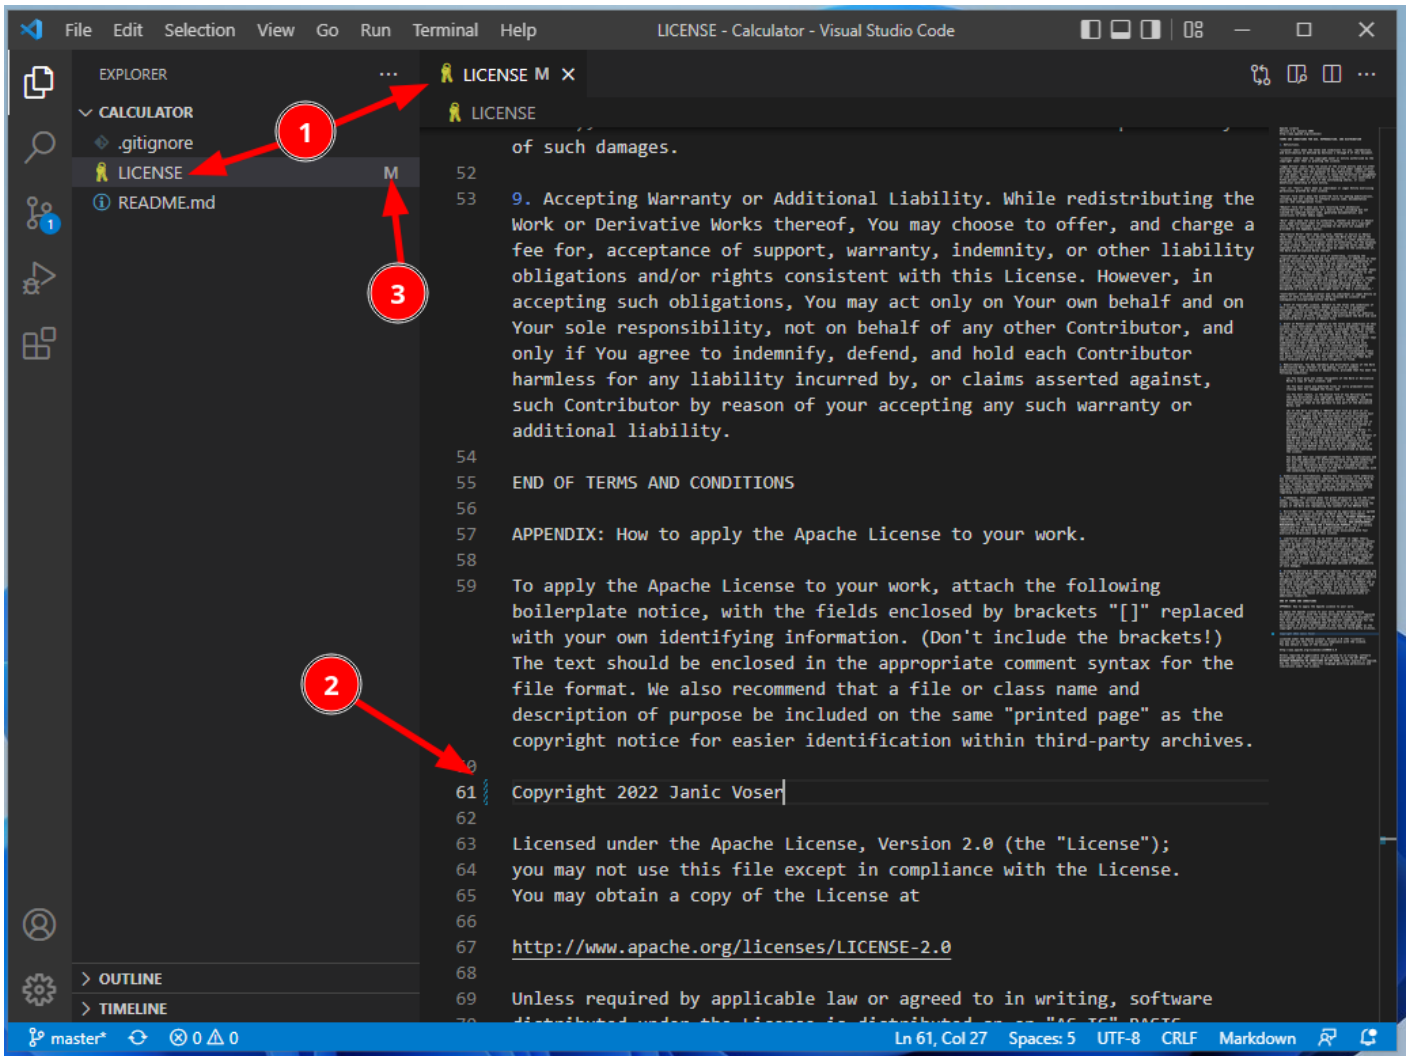 File Edit Selection View Go Run Terminal Help LICENSE - Calculator - Visual Studio Code
EXPLORER
CALCULATOR
.gitignore
LICENSE M
README.md
1
3
2
1
OUTLINE
TIMELINE
LICENSE M
LICENSE
of such damages.
52
53 9. Accepting Warranty or Additional Liability. While redistributing the
Work or Derivative Works thereof, You may choose to offer, and charge a
fee for, acceptance of support, warranty, indemnity, or other liability
obligations and/or rights consistent with this License. However, in
accepting such obligations, You may act only on Your own behalf and on
Your sole responsibility, not on behalf of any other Contributor, and
only if You agree to indemnify, defend, and hold each Contributor
harmless for any liability incurred by, or claims asserted against,
such Contributor by reason of your accepting any such warranty or
additional liability.
54
55 END OF TERMS AND CONDITIONS
56
57 APPENDIX: How to apply the Apache License to your work.
58
59 To apply the Apache License to your work, attach the following
boilerplate notice, with the fields enclosed by brackets "[]" replaced
with your own identifying information. (Don't include the brackets!)
The text should be enclosed in the appropriate comment syntax for the
file format. We also recommend that a file or class name and
description of purpose be included on the same "printed page" as the
copyright notice for easier identification within third-party archives.
60
61 Copyright 2022 Janic Voser
62
63 Licensed under the Apache License, Version 2.0 (the "License");
64 you may not use this file except in compliance with the License.
65 You may obtain a copy of the License at
66
67 http://www.apache.org/licenses/LICENSE-2.0
68
69 Unless required by applicable law or agreed to in writing, software
70 distributed under the License is distributed on an "AS IS" BASIS
master* 0 0 Ln 61, Col 27 Spaces: 5 UTF-8 CRLF Markdown